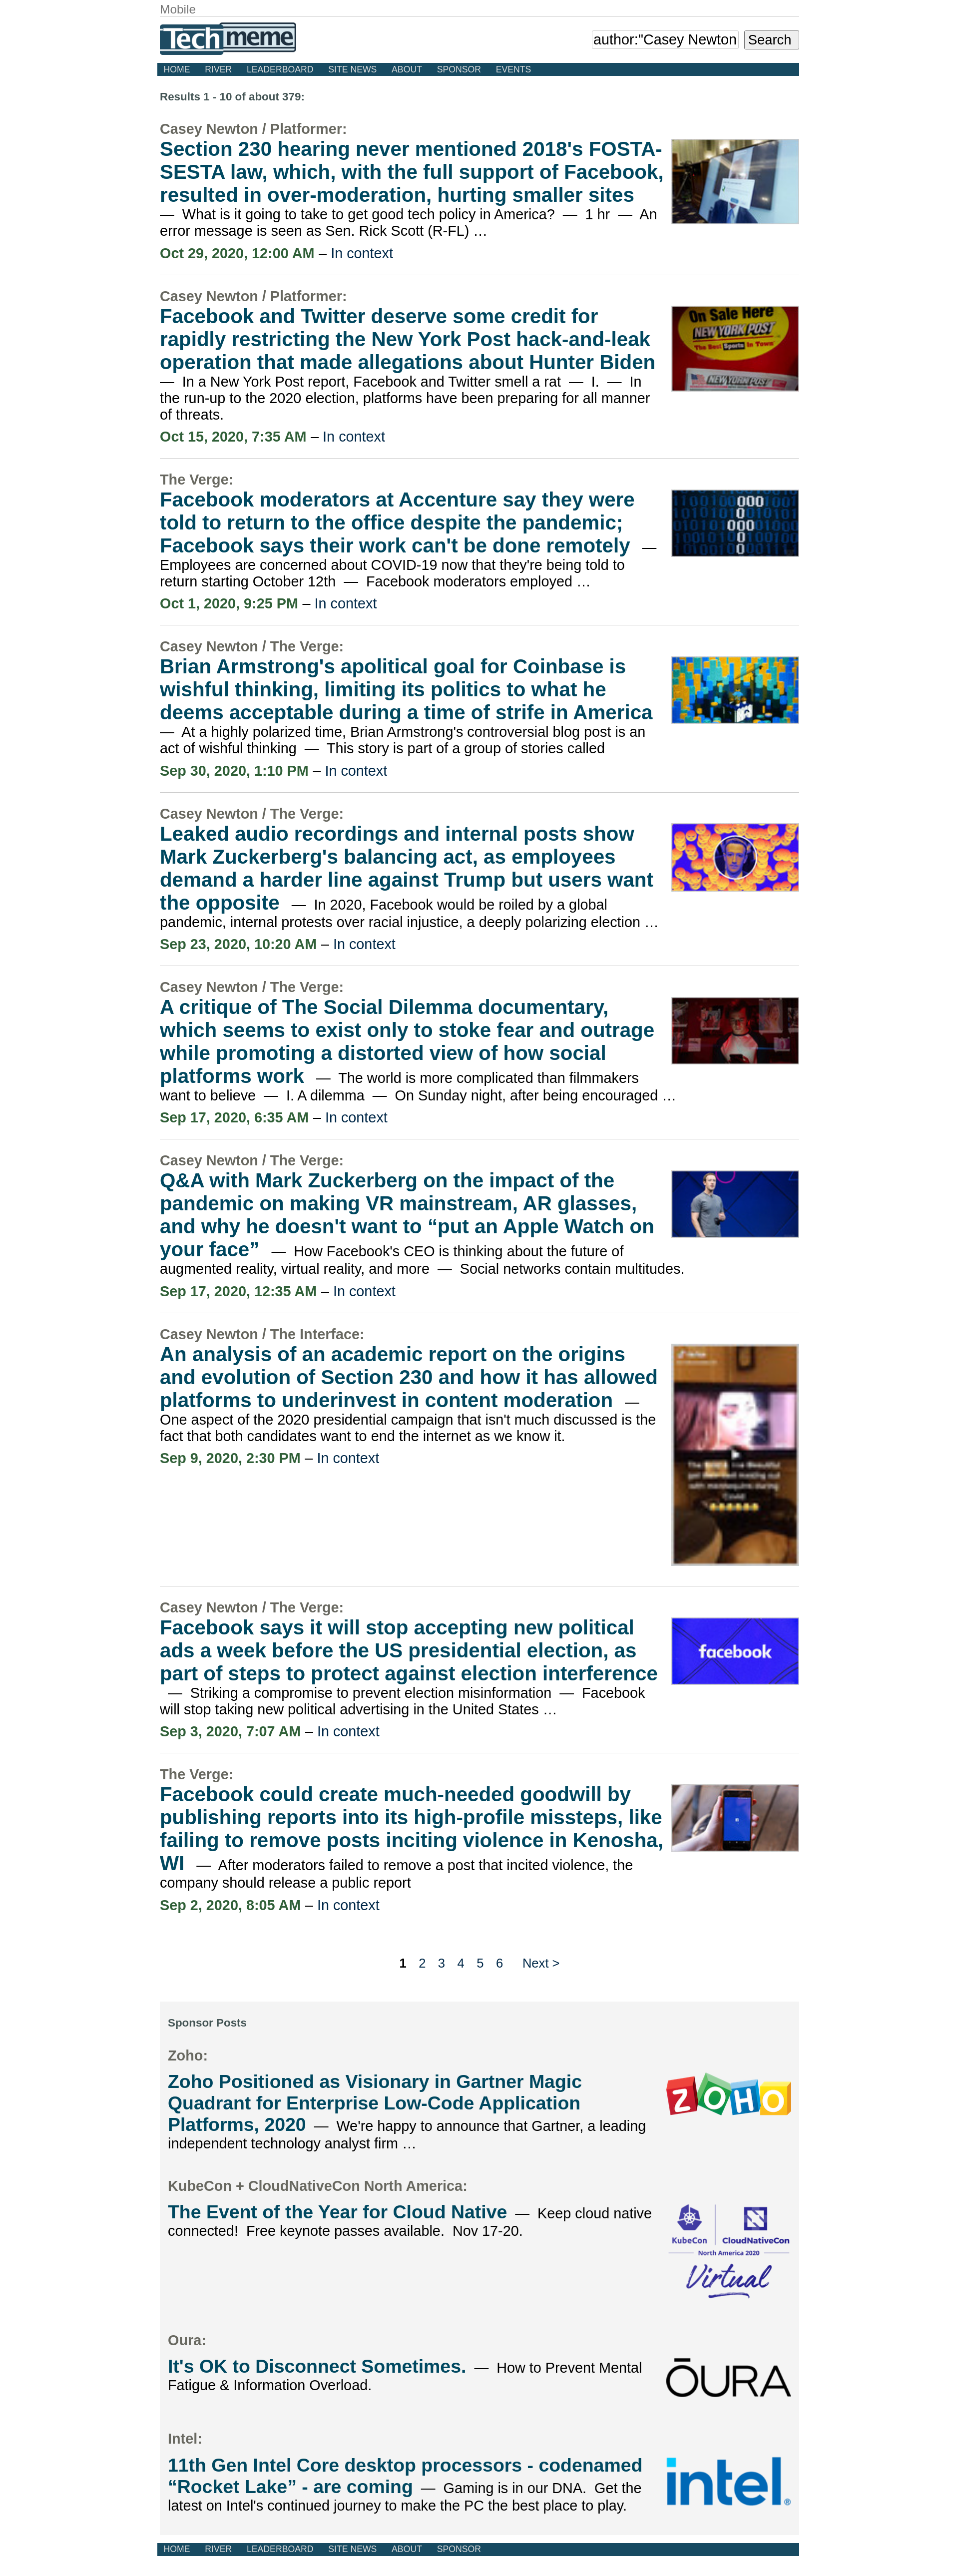 Mobile
Techmeme
author:"Casey Newton
Search
HOME RIVER LEADERBOARD SITE NEWS ABOUT SPONSOR EVENTS
Results 1 - 10 of about 379:
Casey Newton / Platformer:
Section 230 hearing never mentioned 2018's FOSTA-
SESTA law, which, with the full support of Facebook,
resulted in over-moderation, hurting smaller sites
— What is it going to take to get good tech policy in America? — 1 hr — An
error message is seen as Sen. Rick Scott (R-FL) …
Oct 29, 2020, 12:00 AM – In context
Casey Newton / Platformer:
Facebook and Twitter deserve some credit for
rapidly restricting the New York Post hack-and-leak
operation that made allegations about Hunter Biden
— In a New York Post report, Facebook and Twitter smell a rat — I. — In
the run-up to the 2020 election, platforms have been preparing for all manner
of threats.
Oct 15, 2020, 7:35 AM – In context
On Sale Here
NEW YORK POST
The Best Sports in Town
NEW YORK POST
The Verge:
Facebook moderators at Accenture say they were
told to return to the office despite the pandemic;
Facebook says their work can't be done remotely —
Employees are concerned about COVID-19 now that they're being told to
return starting October 12th — Facebook moderators employed …
Oct 1, 2020, 9:25 PM – In context
Casey Newton / The Verge:
Brian Armstrong's apolitical goal for Coinbase is
wishful thinking, limiting its politics to what he
deems acceptable during a time of strife in America
— At a highly polarized time, Brian Armstrong's controversial blog post is an
act of wishful thinking — This story is part of a group of stories called
Sep 30, 2020, 1:10 PM – In context
Casey Newton / The Verge:
Leaked audio recordings and internal posts show
Mark Zuckerberg's balancing act, as employees
demand a harder line against Trump but users want
the opposite — In 2020, Facebook would be roiled by a global
pandemic, internal protests over racial injustice, a deeply polarizing election …
Sep 23, 2020, 10:20 AM – In context
Casey Newton / The Verge:
A critique of The Social Dilemma documentary,
which seems to exist only to stoke fear and outrage
while promoting a distorted view of how social
platforms work — The world is more complicated than filmmakers
want to believe — I. A dilemma — On Sunday night, after being encouraged …
Sep 17, 2020, 6:35 AM – In context
Casey Newton / The Verge:
Q&A with Mark Zuckerberg on the impact of the
pandemic on making VR mainstream, AR glasses,
and why he doesn't want to “put an Apple Watch on
your face” — How Facebook's CEO is thinking about the future of
augmented reality, virtual reality, and more — Social networks contain multitudes.
Sep 17, 2020, 12:35 AM – In context
Casey Newton / The Interface:
An analysis of an academic report on the origins
and evolution of Section 230 and how it has allowed
platforms to underinvest in content moderation —
One aspect of the 2020 presidential campaign that isn't much discussed is the
fact that both candidates want to end the internet as we know it.
Sep 9, 2020, 2:30 PM – In context
Casey Newton / The Verge:
Facebook says it will stop accepting new political
ads a week before the US presidential election, as
part of steps to protect against election interference
— Striking a compromise to prevent election misinformation — Facebook
will stop taking new political advertising in the United States …
Sep 3, 2020, 7:07 AM – In context
facebook
The Verge:
Facebook could create much-needed goodwill by
publishing reports into its high-profile missteps, like
failing to remove posts inciting violence in Kenosha,
WI — After moderators failed to remove a post that incited violence, the
company should release a public report
Sep 2, 2020, 8:05 AM – In context
1 2 3 4 5 6 Next >
Sponsor Posts
Zoho:
Zoho Positioned as Visionary in Gartner Magic
Quadrant for Enterprise Low-Code Application
Platforms, 2020 — We're happy to announce that Gartner, a leading
independent technology analyst firm …
ZOHO
KubeCon + CloudNativeCon North America:
The Event of the Year for Cloud Native — Keep cloud native
connected! Free keynote passes available. Nov 17-20.
KubeCon CloudNativeCon
North America 2020
Virtual
Oura:
It's OK to Disconnect Sometimes. — How to Prevent Mental
Fatigue & Information Overload.
ŌURA
Intel:
11th Gen Intel Core desktop processors - codenamed
“Rocket Lake” - are coming — Gaming is in our DNA. Get the
latest on Intel's continued journey to make the PC the best place to play.
intel®
HOME RIVER LEADERBOARD SITE NEWS ABOUT SPONSOR